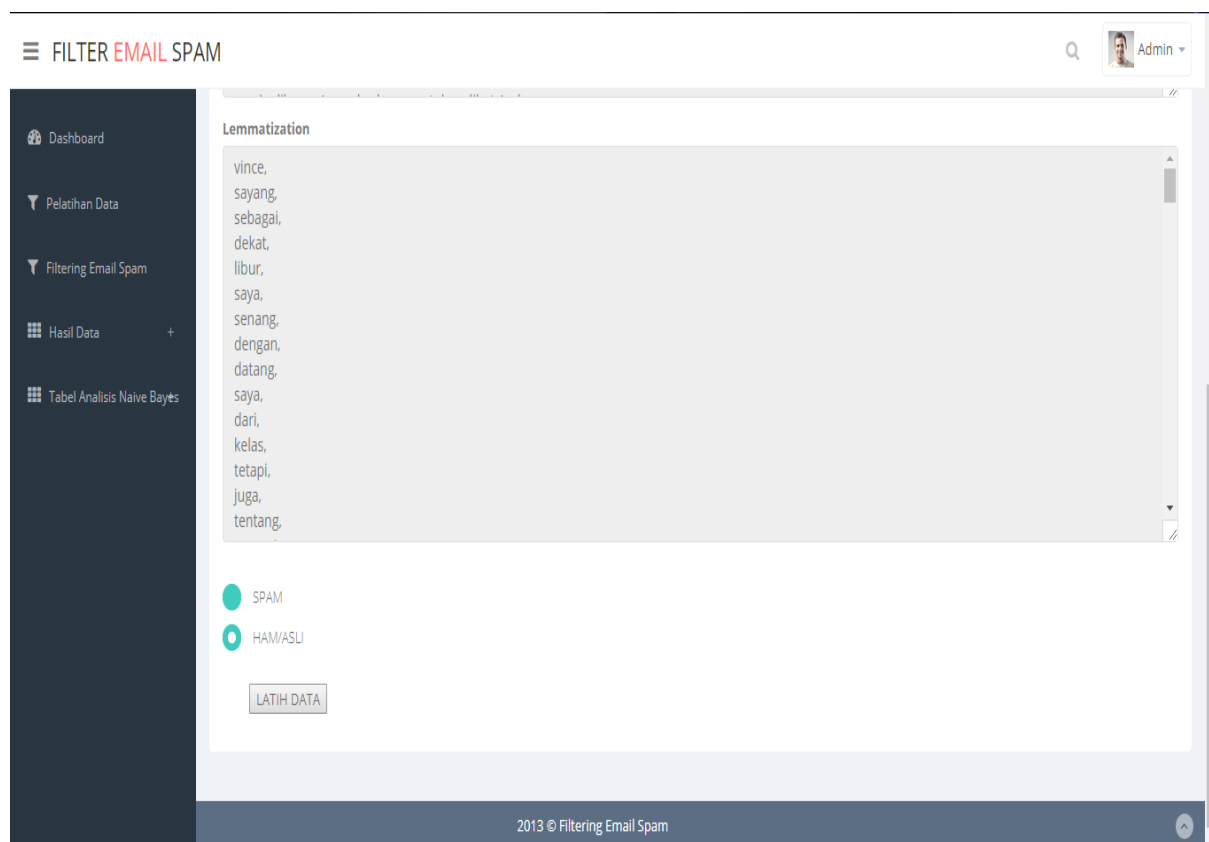 FILTER EMAIL SPAM
Admin
Dashboard
Pelatihan Data
Filtering Email Spam
Hasil Data +
Tabel Analisis Naive Bayes
Lemmatization
vince,
sayang,
sebagai,
dekat,
libur,
saya,
senang,
dengan,
datang,
saya,
dari,
kelas,
tetapi,
juga,
tentang,
SPAM
HAM/ASLI
LATIH DATA
2013 © Filtering Email Spam